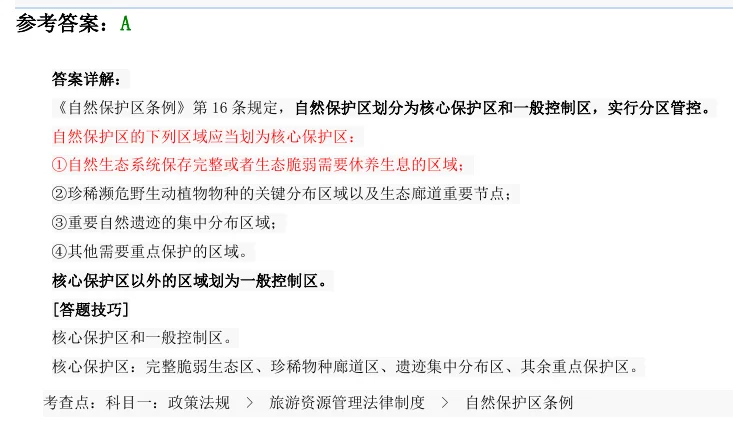 参考答案：A
答案详解：
《自然保护区条例》第 16 条规定，自然保护区划分为核心保护区和一般控制区，实行分区管控。
自然保护区的下列区域应当划为核心保护区：
①自然生态系统保存完整或者生态脆弱需要休养生息的区域；
②珍稀濒危野生动植物物种的关键分布区域以及生态廊道重要节点；
③重要自然遗迹的集中分布区域；
④其他需要重点保护的区域。
核心保护区以外的区域划为一般控制区。
[答题技巧]
核心保护区和一般控制区。
核心保护区：完整脆弱生态区、珍稀物种廊道区、遗迹集中分布区、其余重点保护区。
考查点：科目一：政策法规 > 旅游资源管理法律制度 > 自然保护区条例